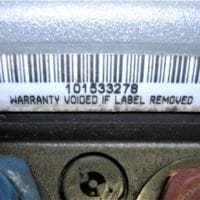 101533278
WARRANTY VOIDED IF LABEL REMOVED